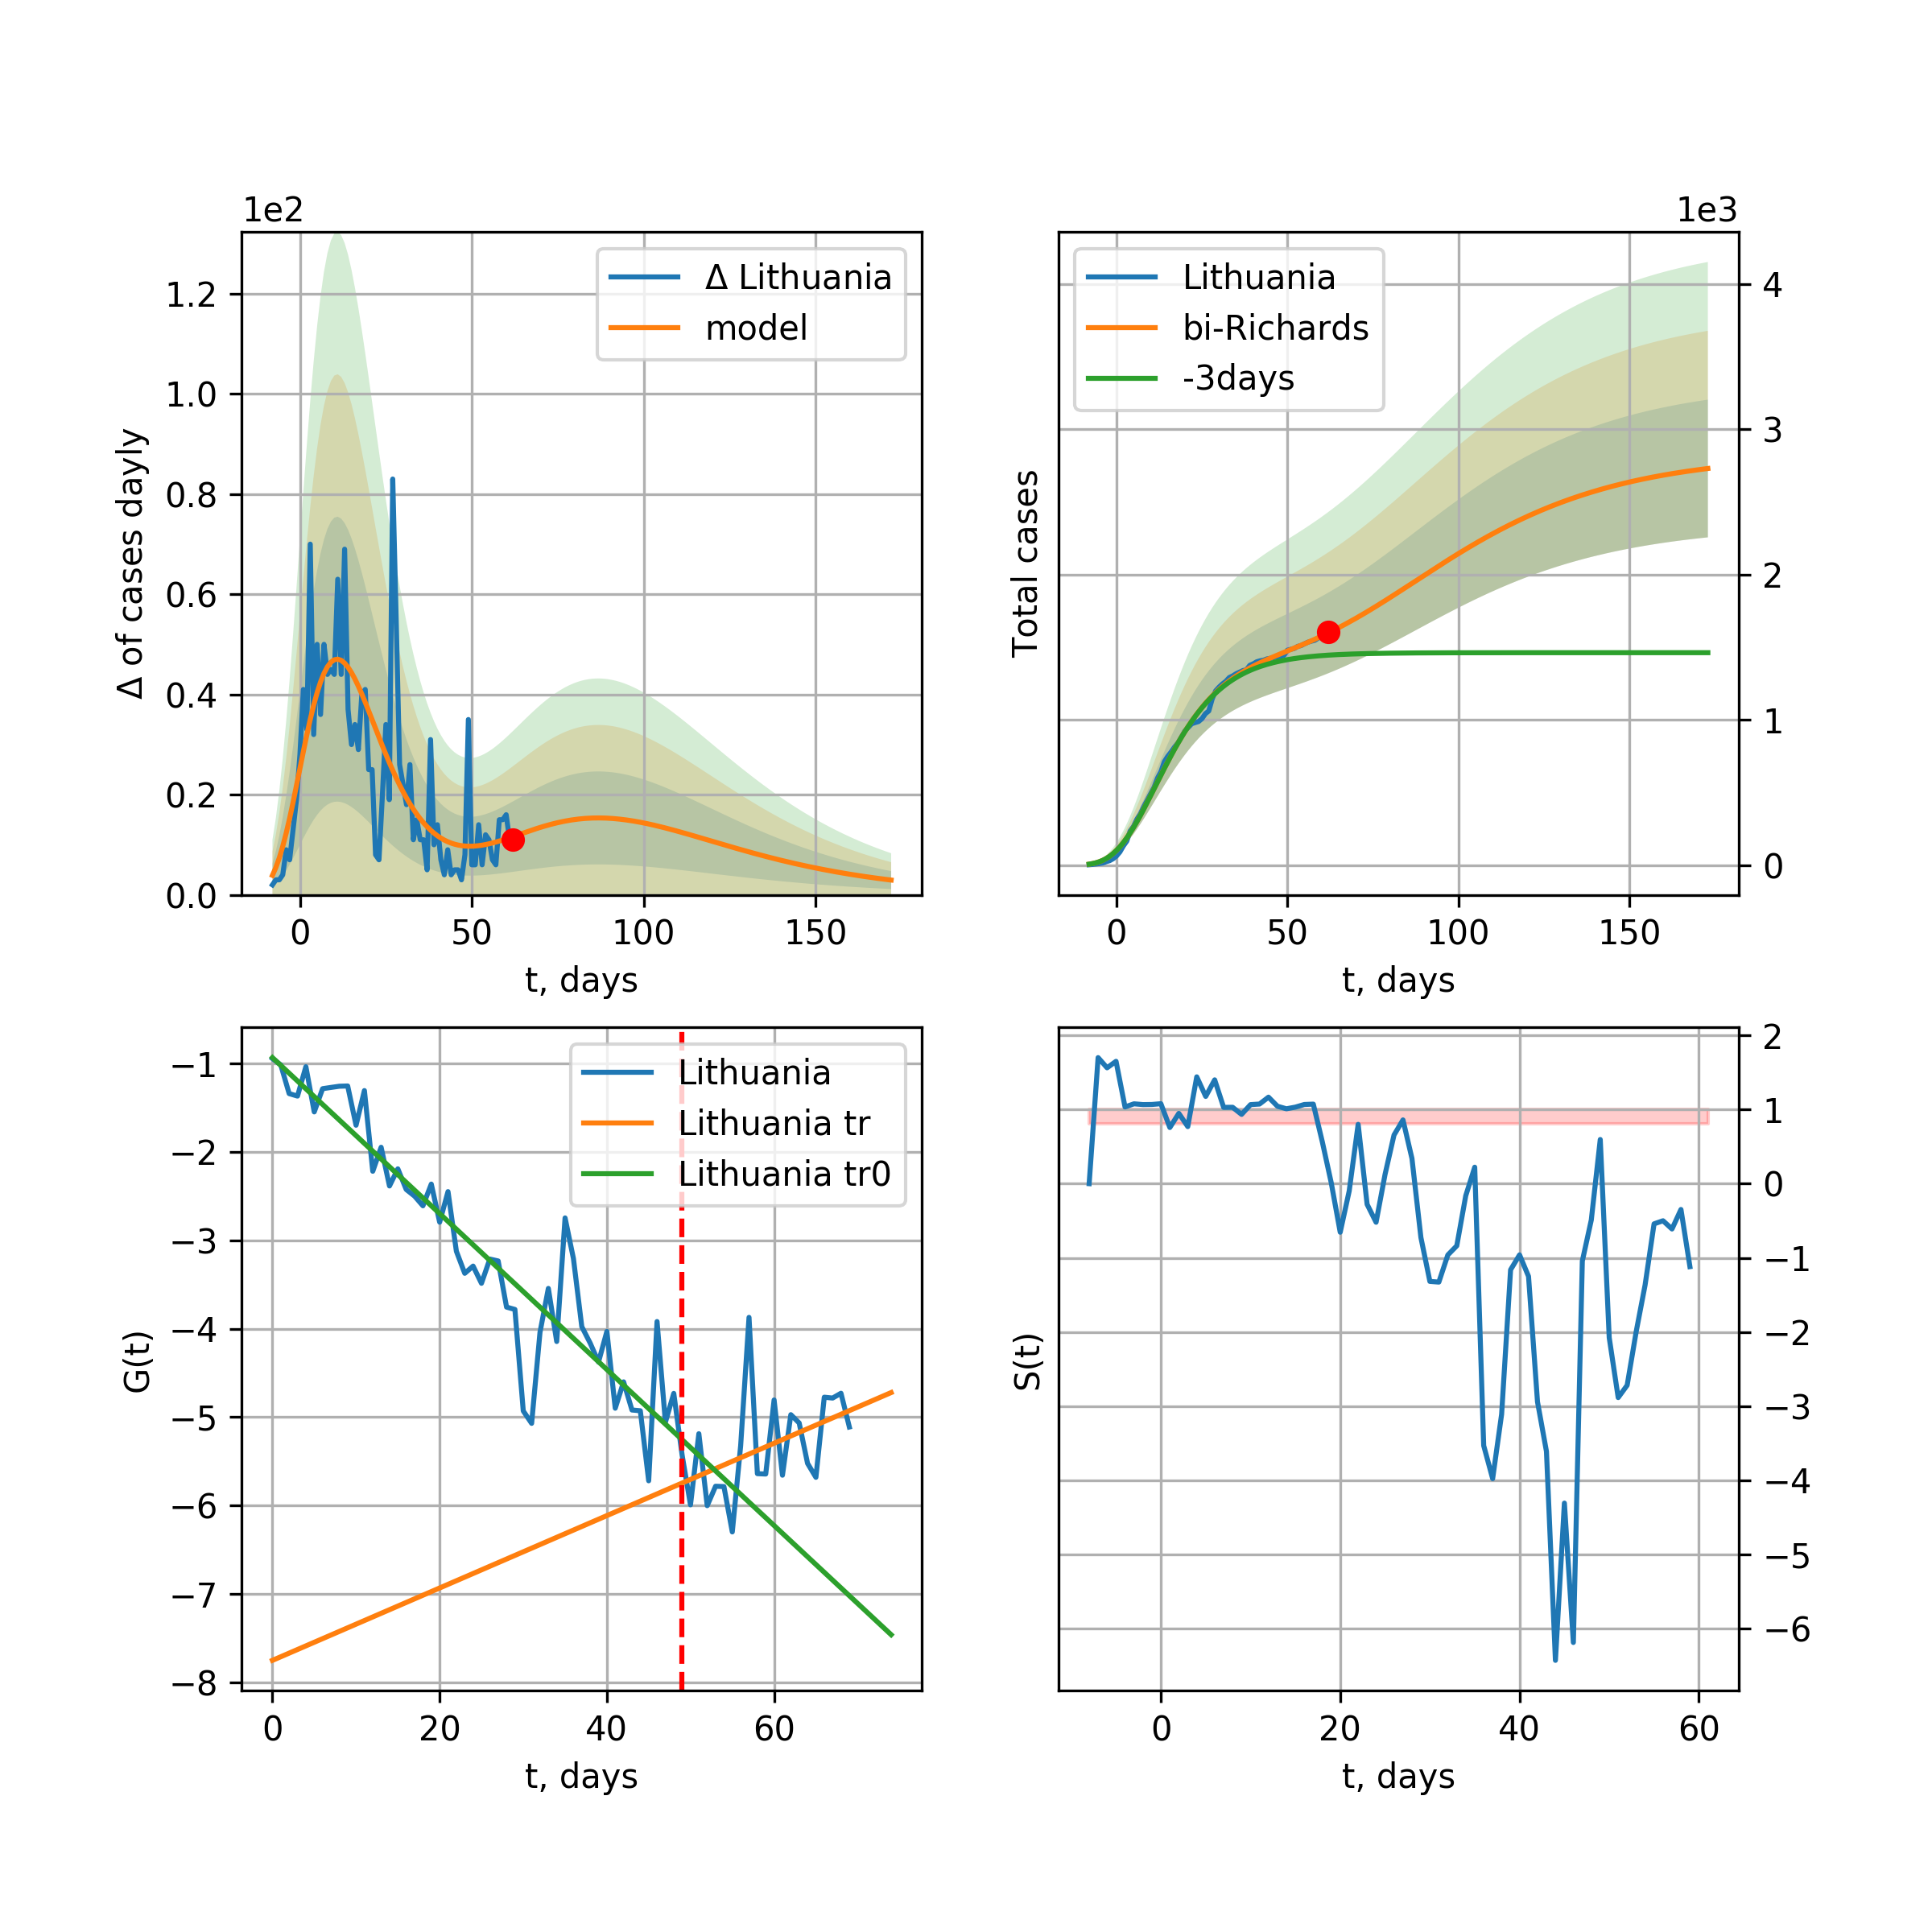 1e2
Δ Lithuania
model
1.2
1.0
0.8
0.6
0.4
0.2
0.0
Δ of cases dayly
0 50 100 150
t, days
1e3
Lithuania
bi-Richards
-3days
4
3
2
1
0
Total cases
0 50 100 150
t, days
Lithuania
Lithuania tr
Lithuania tr0
−1
−2
−3
−4
−5
−6
−7
−8
G(t)
0 20 40 60
t, days
2
1
0
−1
−2
−3
−4
−5
−6
S(t)
0 20 40 60
t, days